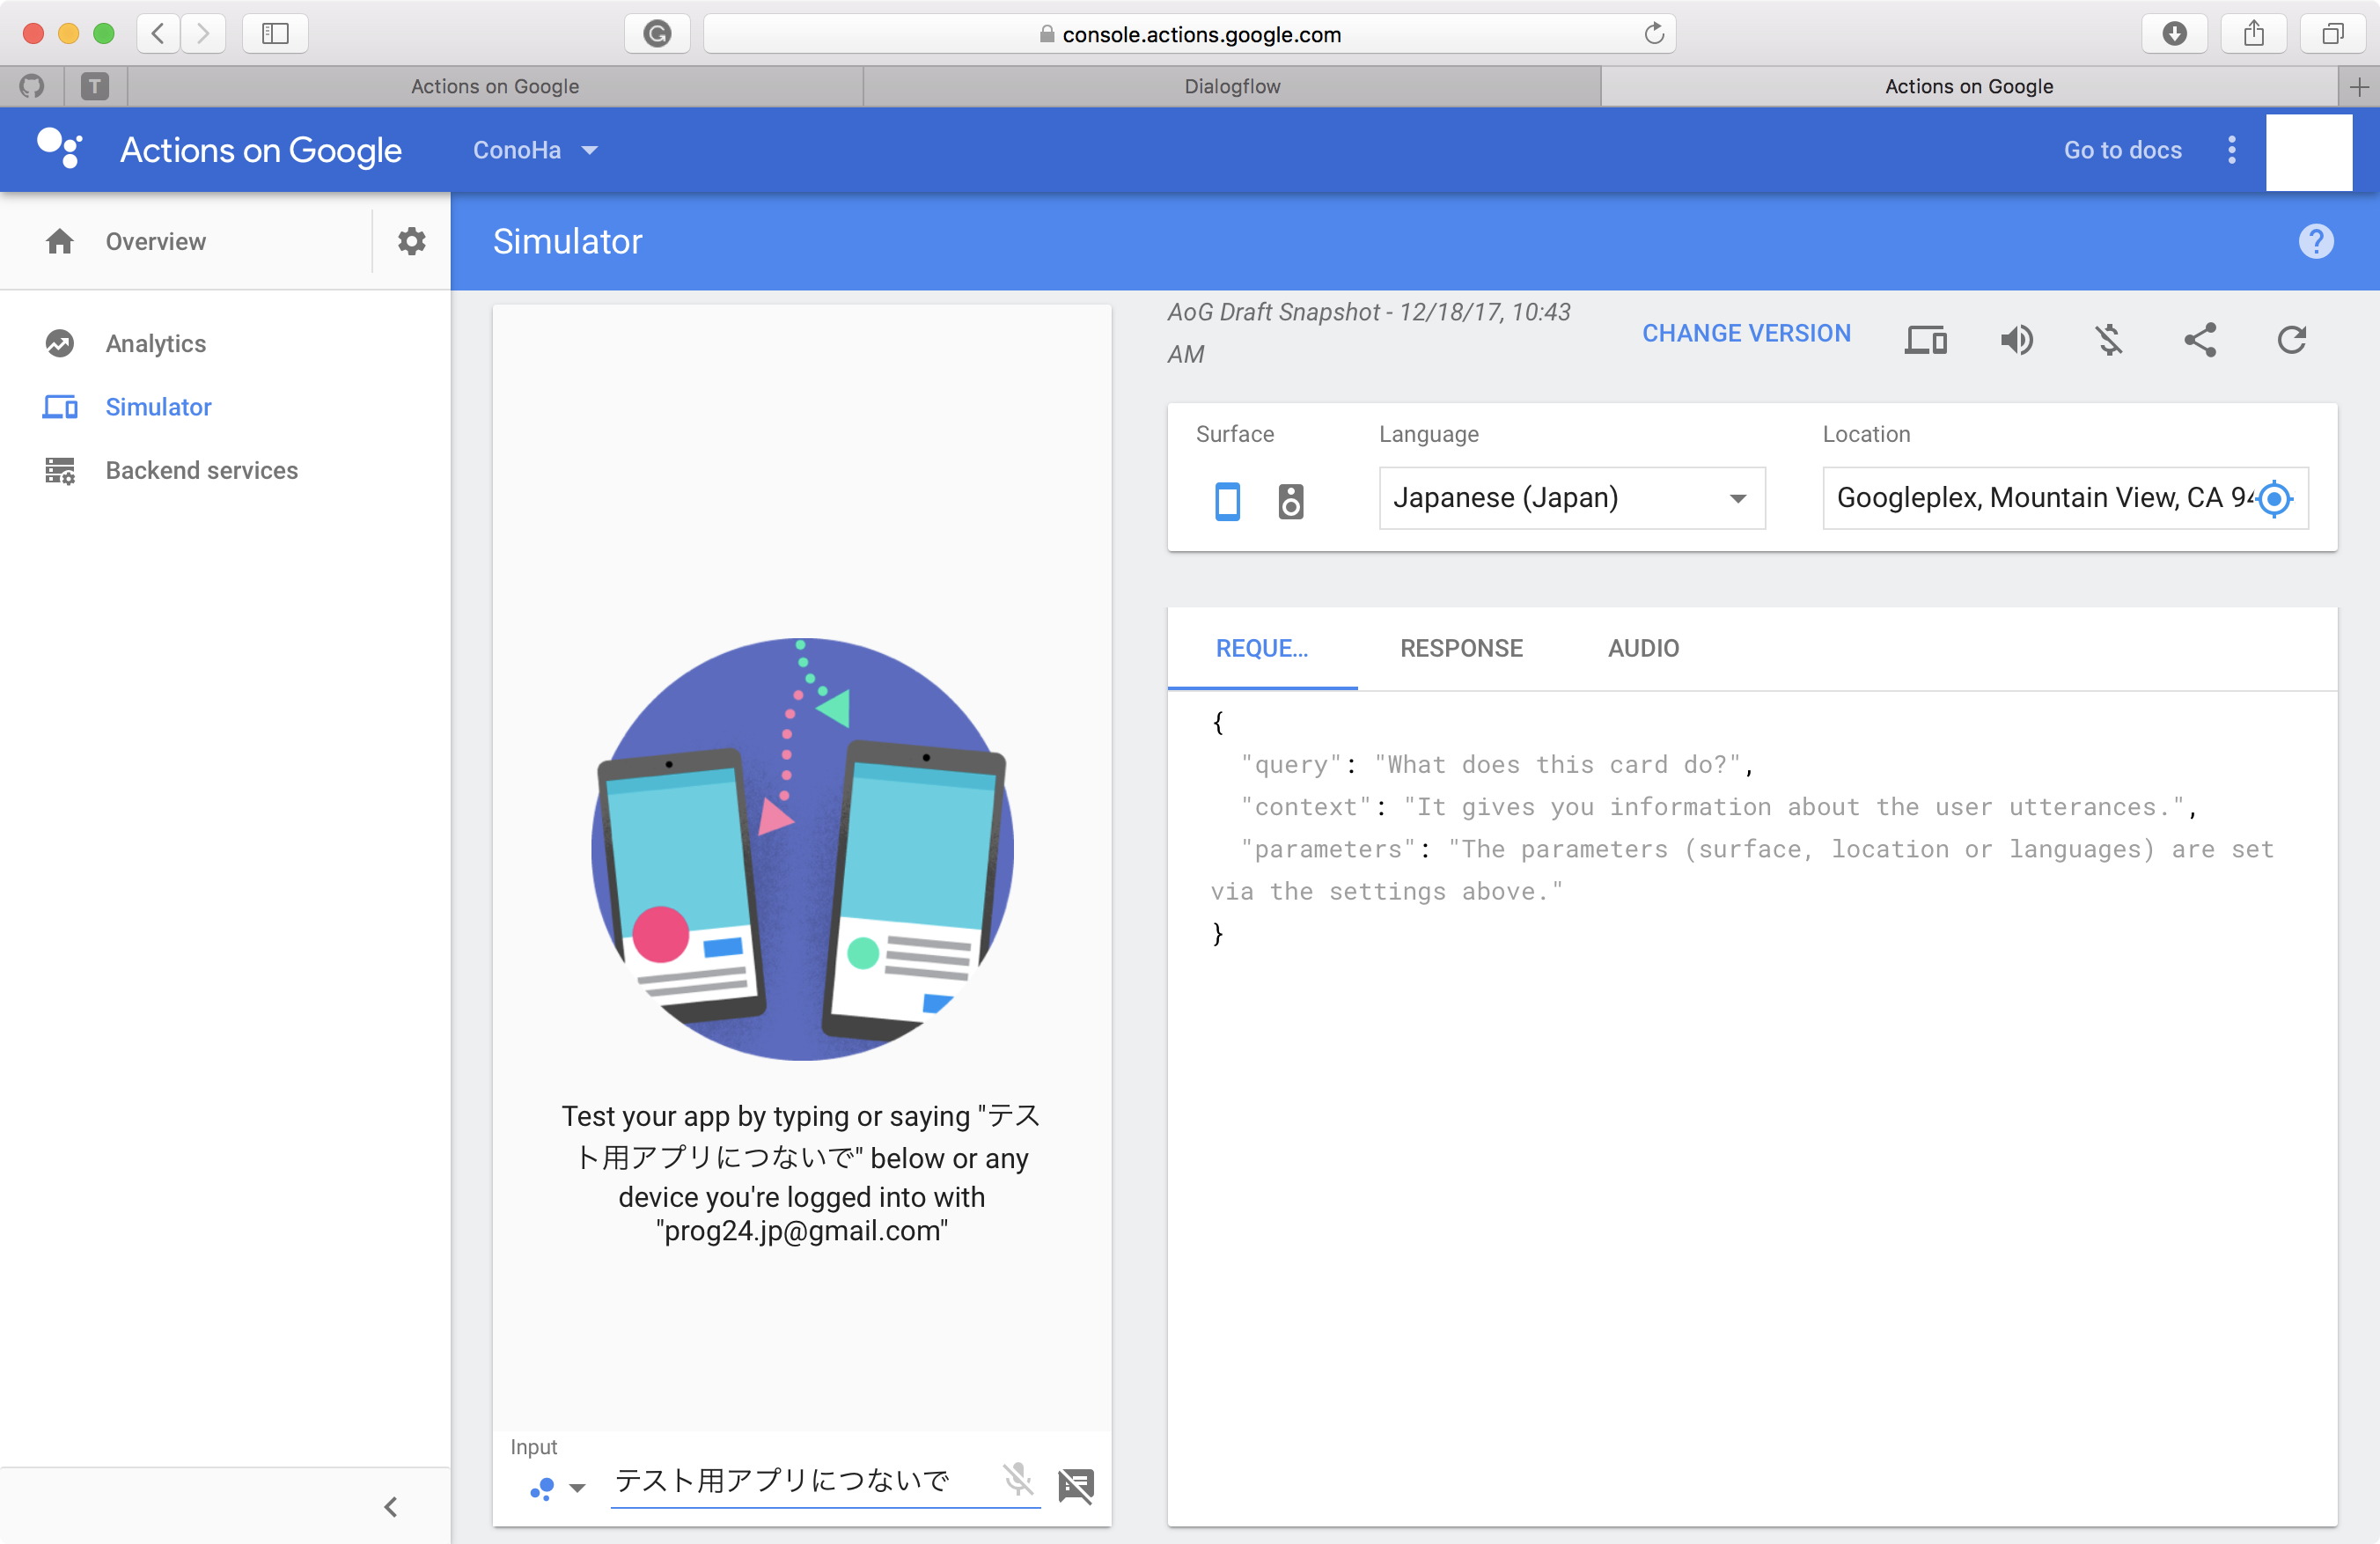 console.actions.google.com
T
Actions on Google
Dialogflow
Actions on Google
Actions on Google
ConoHa
Go to docs
Overview
Simulator
Analytics
Simulator
Backend services
AoG Draft Snapshot - 12/18/17, 10:43
AM
CHANGE VERSION
Surface
Language
Location
Japanese (Japan)
Googleplex, Mountain View, CA 94
REQUE...
RESPONSE
AUDIO
{
"query": "What does this card do?",
"context": "It gives you information about the user utterances.",
"parameters": "The parameters (surface, location or languages) are set
via the settings above."
}
Test your app by typing or saying "テス
ト用アプリにつないで" below or any
device you're logged into with
"prog24.jp@gmail.com"
Input
テスト用アプリにつないで